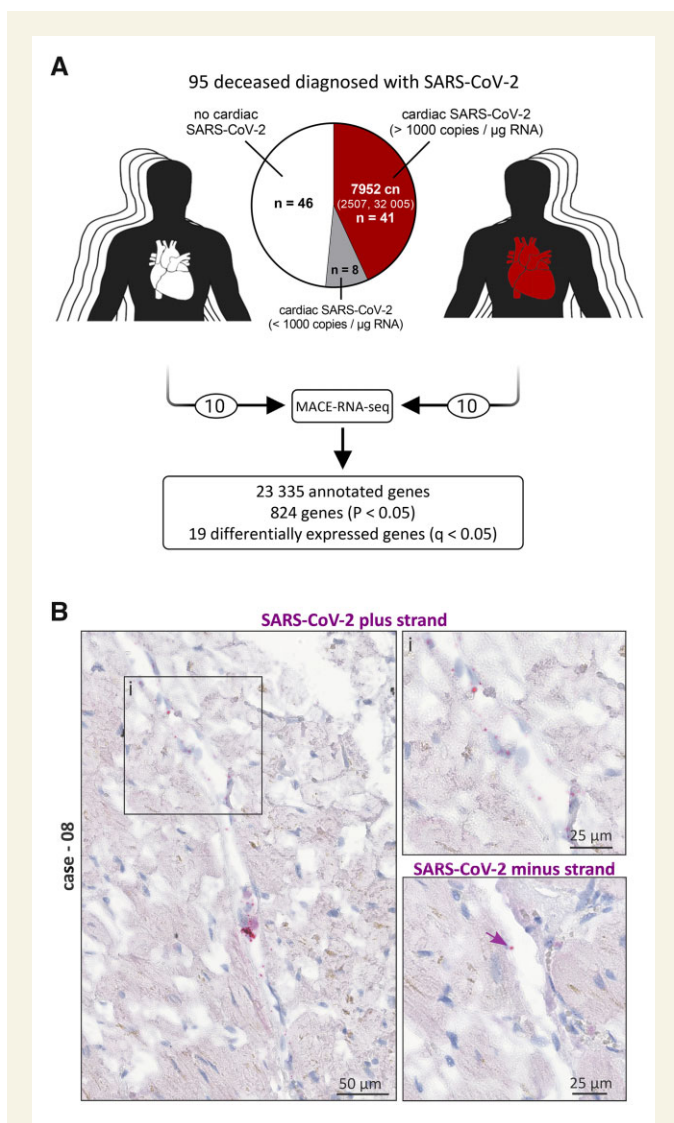 A
95 deceased diagnosed with SARS-CoV-2
no cardiac
SARS-CoV-2
cardiac SARS-CoV-2
(> 1000 copies / µg RNA)
n = 46
7952 cn
(2507, 32 005)
n = 41
n = 8
cardiac SARS-CoV-2
(< 1000 copies / µg RNA)
10
MACE-RNA-seq
10
23 335 annotated genes
824 genes (P < 0.05)
19 differentially expressed genes (q < 0.05)
B
SARS-CoV-2 plus strand
i
i
case - 08
25 µm
SARS-CoV-2 minus strand
50 µm
25 µm